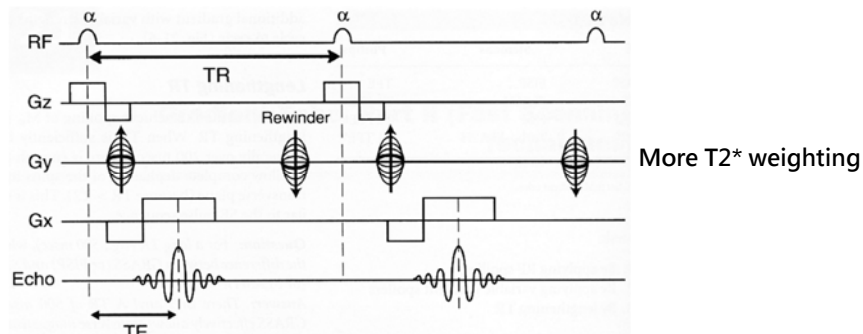 α α α
RF
TR
Gz
Rewinder
Gy
More T2* weighting
Gx
Echo
TE